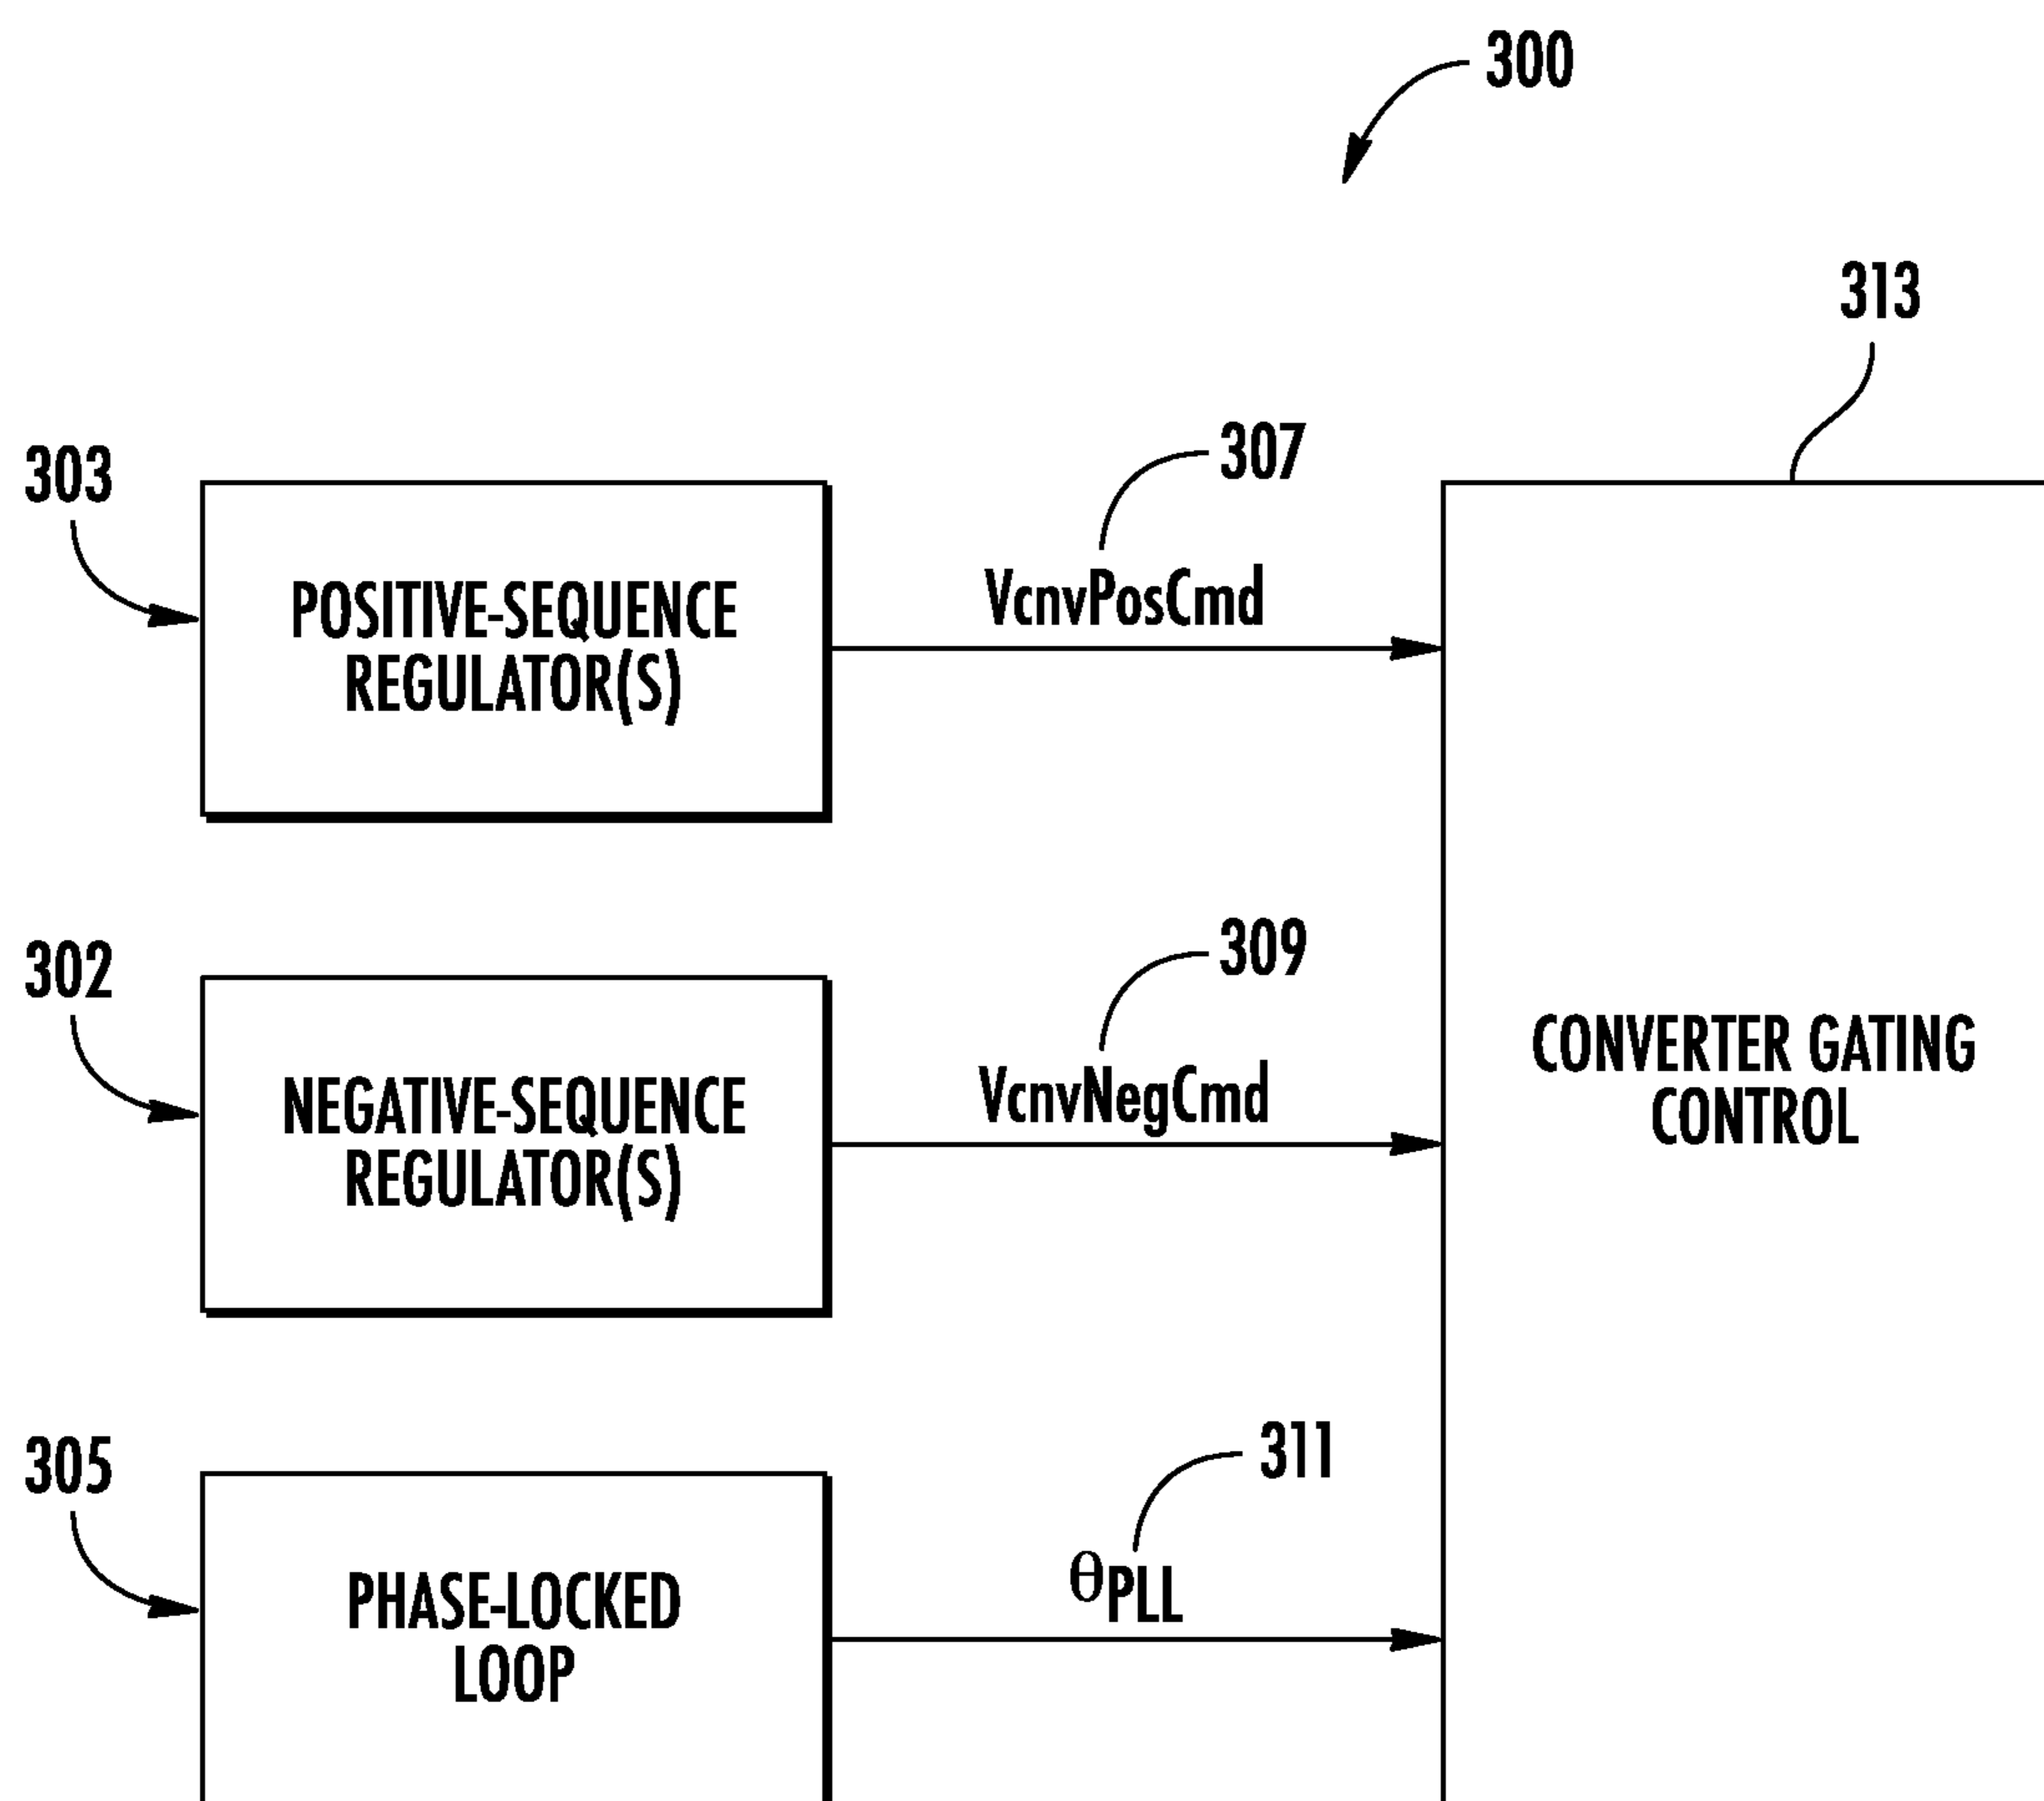 300
313
303
307
POSITIVE-SEQUENCE
REGULATOR(S)
VcnvPosCmd
302
309
NEGATIVE-SEQUENCE
REGULATOR(S)
VcnvNegCmd
CONVERTER GATING
CONTROL
305
311
PHASE-LOCKED
LOOP
θPLL